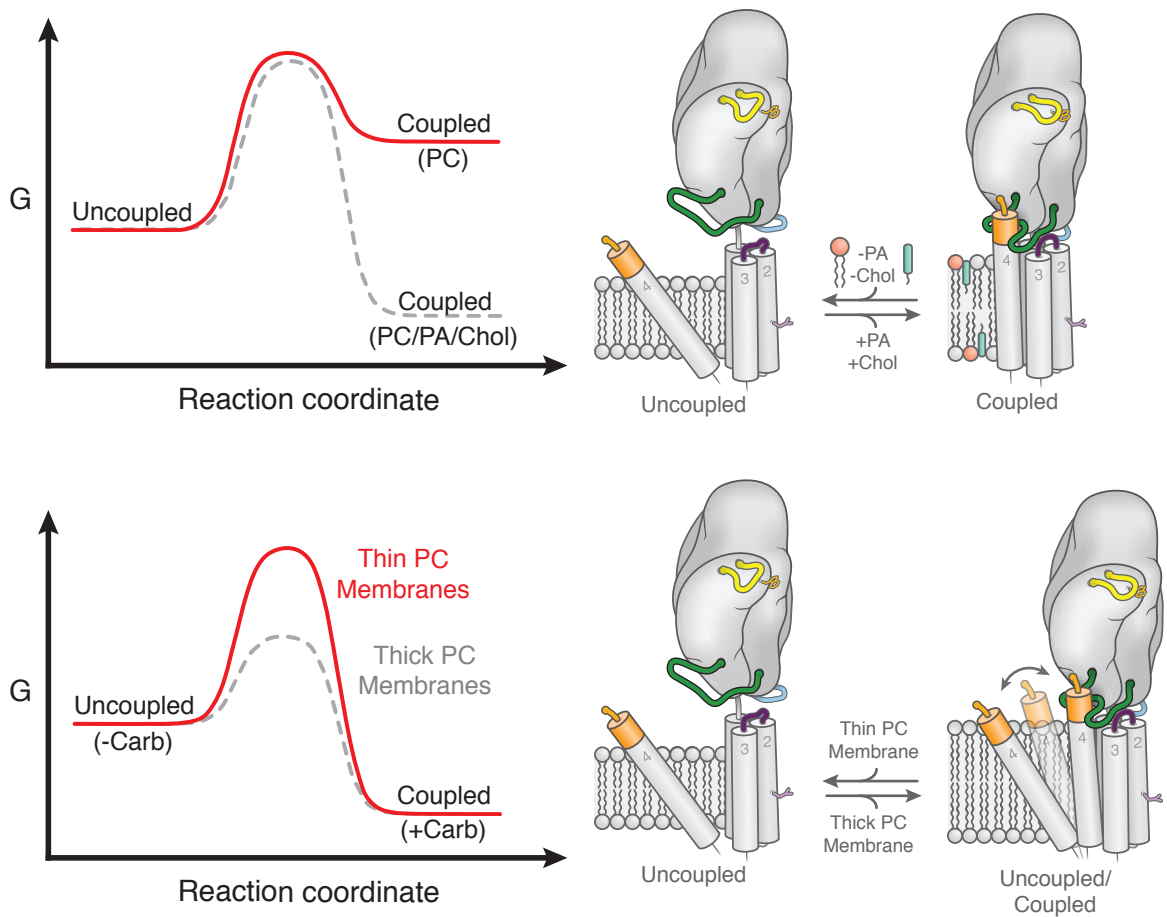 G
Uncoupled
Coupled
(PC)
Coupled
(PC/PA/Chol)
Reaction coordinate
4
3
2
Uncoupled
-PA
-Chol
+PA
+Chol
4
3
2
Coupled
G
Thin PC
Membranes
Thick PC
Membranes
Uncoupled
(-Carb)
Coupled
(+Carb)
Reaction coordinate
4
3
2
Uncoupled
Thin PC
Membrane
Thick PC
Membrane
4
4
3
2
Uncoupled/
Coupled